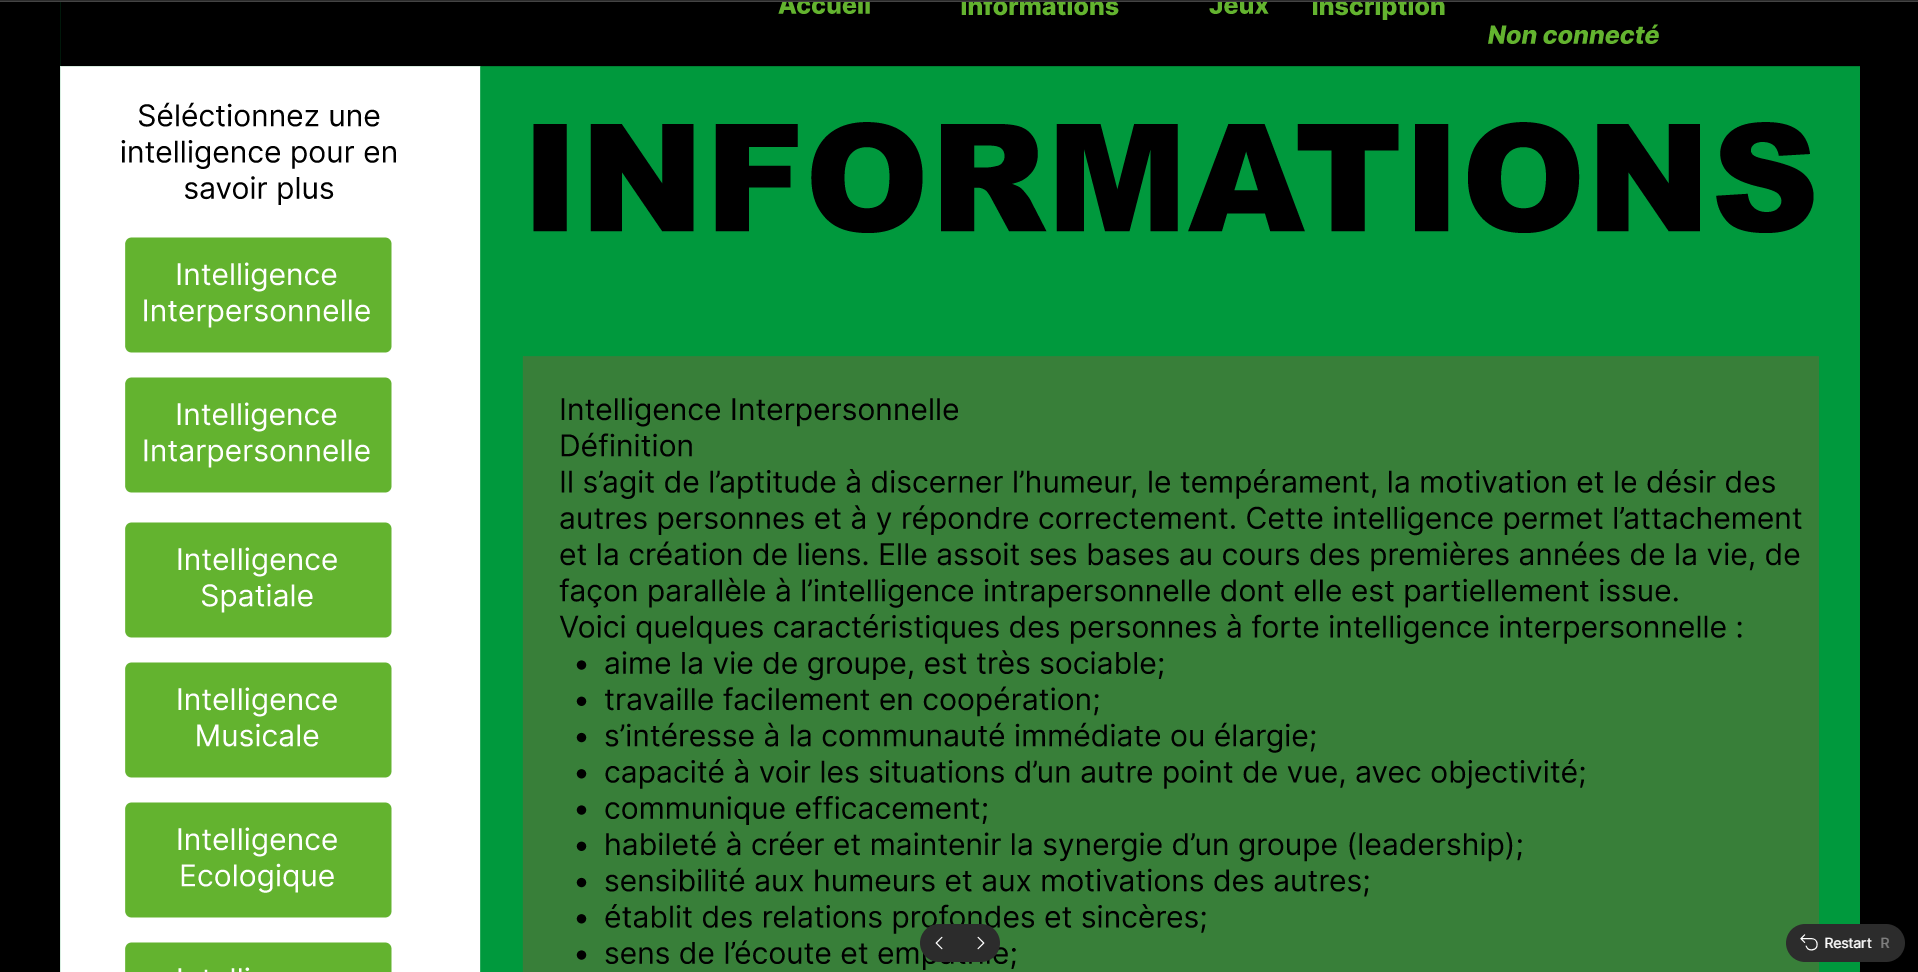 Accueil
Informations
Jeux
Inscription
Non connecté
Séléctionnez une
intelligence pour en
savoir plus
Intelligence
Interpersonnelle
Intelligence
Intarpersonnelle
Intelligence
Spatiale
Intelligence
Musicale
Intelligence
Ecologique
INFORMATIONS
Intelligence Interpersonnelle
Définition
Il s’agit de l’aptitude à discerner l’humeur, le tempérament, la motivation et le désir des
autres personnes et à y répondre correctement. Cette intelligence permet l’attachement
et la création de liens. Elle assoit ses bases au cours des premières années de la vie, de
façon parallèle à l’intelligence intrapersonnelle dont elle est partiellement issue.
Voici quelques caractéristiques des personnes à forte intelligence interpersonnelle :
• aime la vie de groupe, est très sociable;
• travaille facilement en coopération;
• s’intéresse à la communauté immédiate ou élargie;
• capacité à voir les situations d’un autre point de vue, avec objectivité;
• communique efficacement;
• habileté à créer et maintenir la synergie d’un groupe (leadership);
• sensibilité aux humeurs et aux motivations des autres;
• établit des relations profondes et sincères;
• sens de l’écoute et empathie;
Restart R